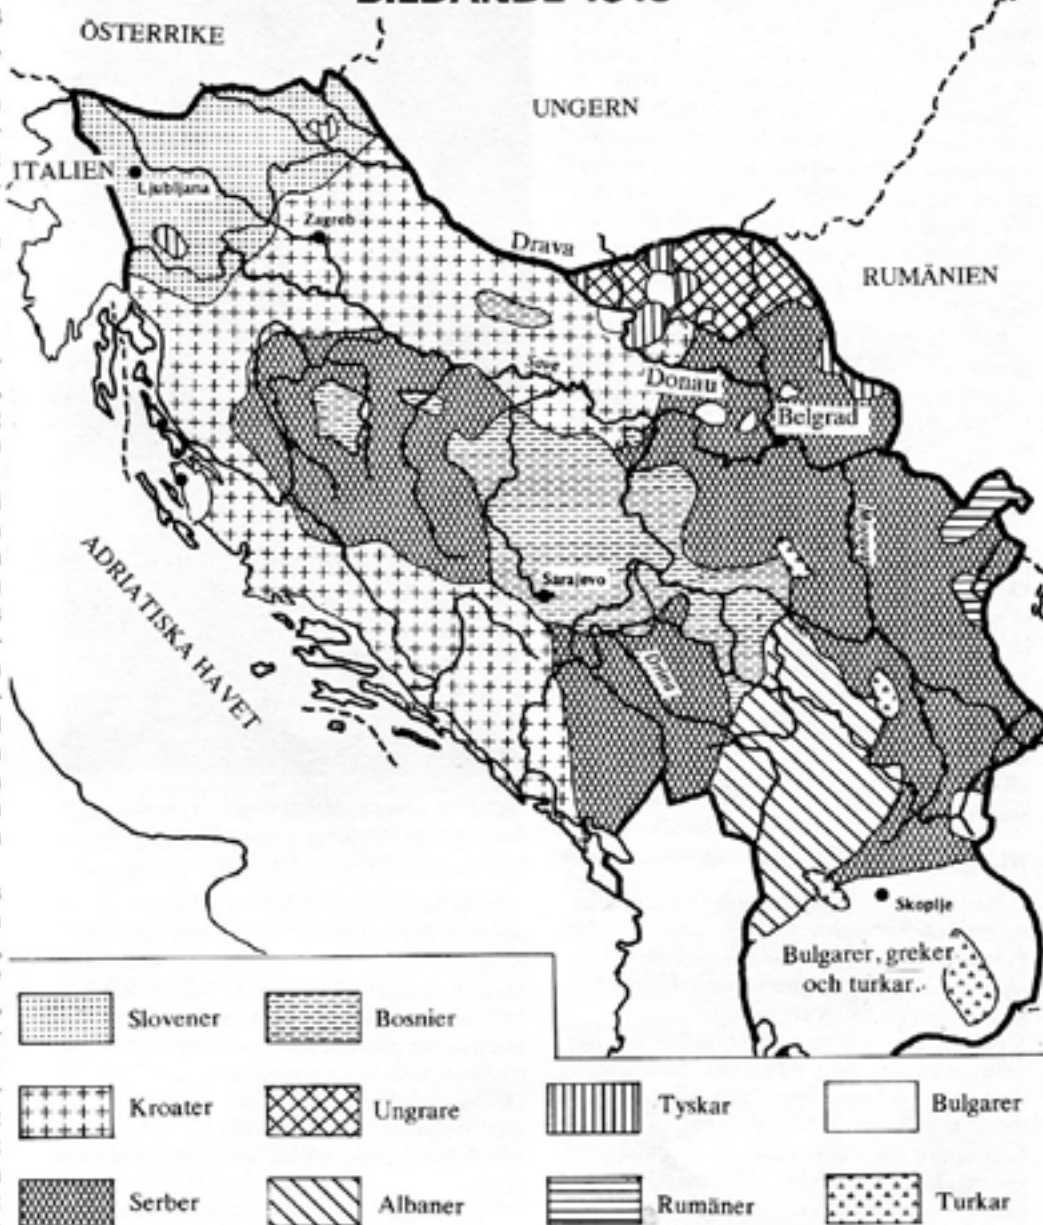 ÖSTERRIKE
UNGERN
ITALIEN
Ljubljana
Zagreb
Drava
RUMÄNIEN
Save
Donau
Belgrad
ADRIATISKA HAVET
Sarajevo
Drina
Skoplje
Bulgarer, greker
och turkar.
Slovener
Bosnier
Kroater
Ungrare
Tyskar
Bulgarer
Serber
Albaner
Rumäner
Turkar